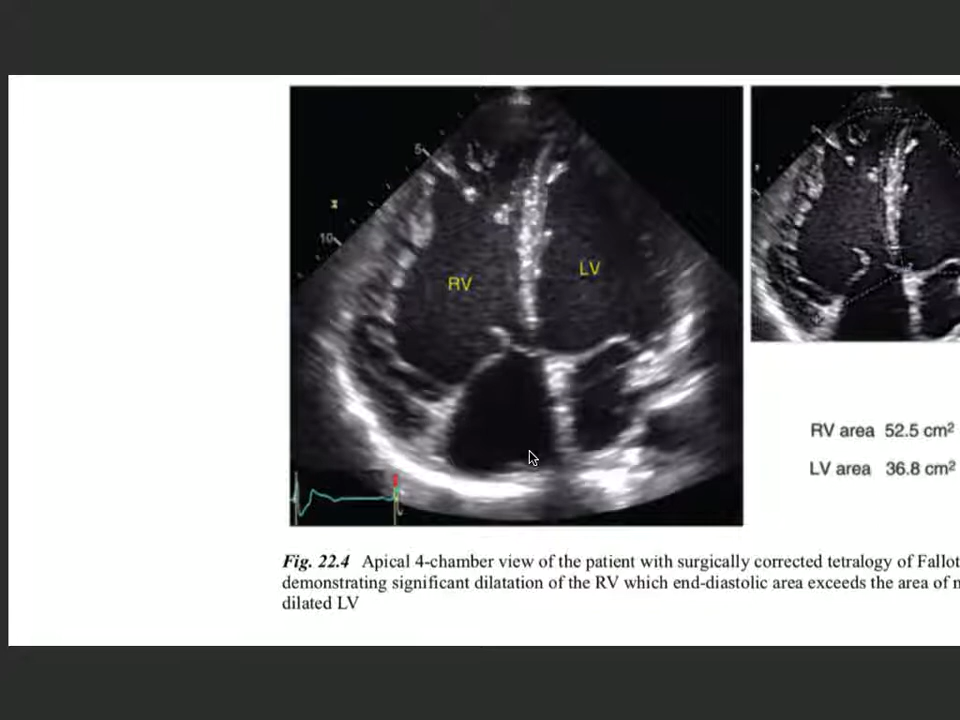 5
10
RV
LV
RV area 52.5 cm²
LV area 36.8 cm²
Fig. 22.4 Apical 4-chamber view of the patient with surgically corrected tetralogy of Fallot
demonstrating significant dilatation of the RV which end-diastolic area exceeds the area of
dilated LV